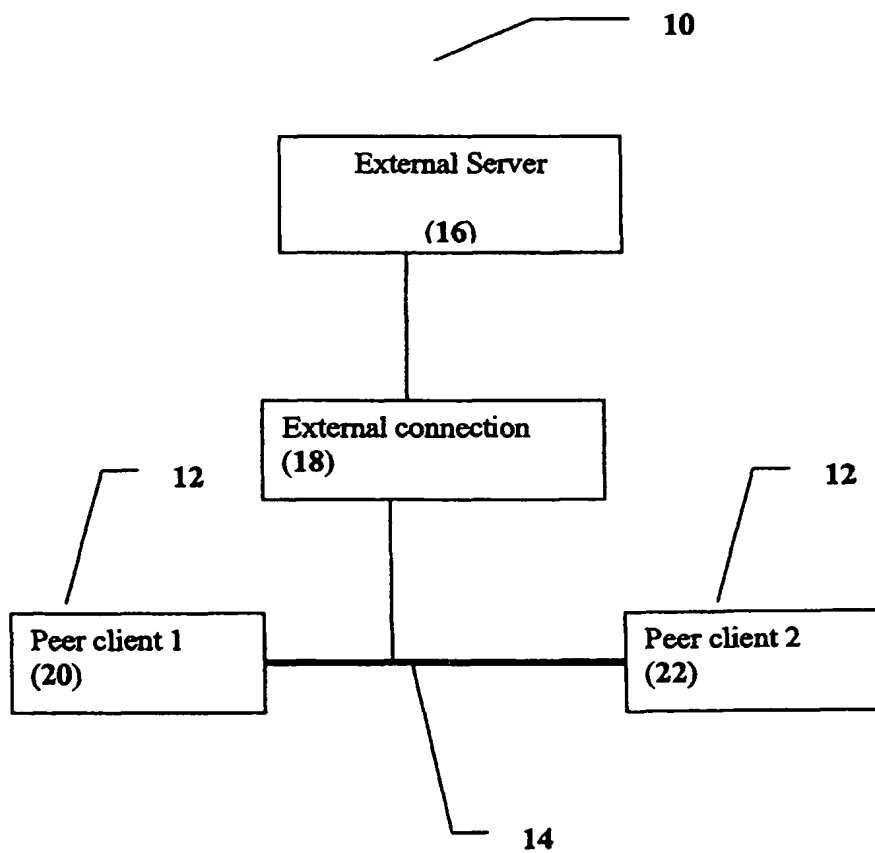 10
External Server
(16)
External connection
(18)
12
12
Peer client 1
(20)
Peer client 2
(22)
14